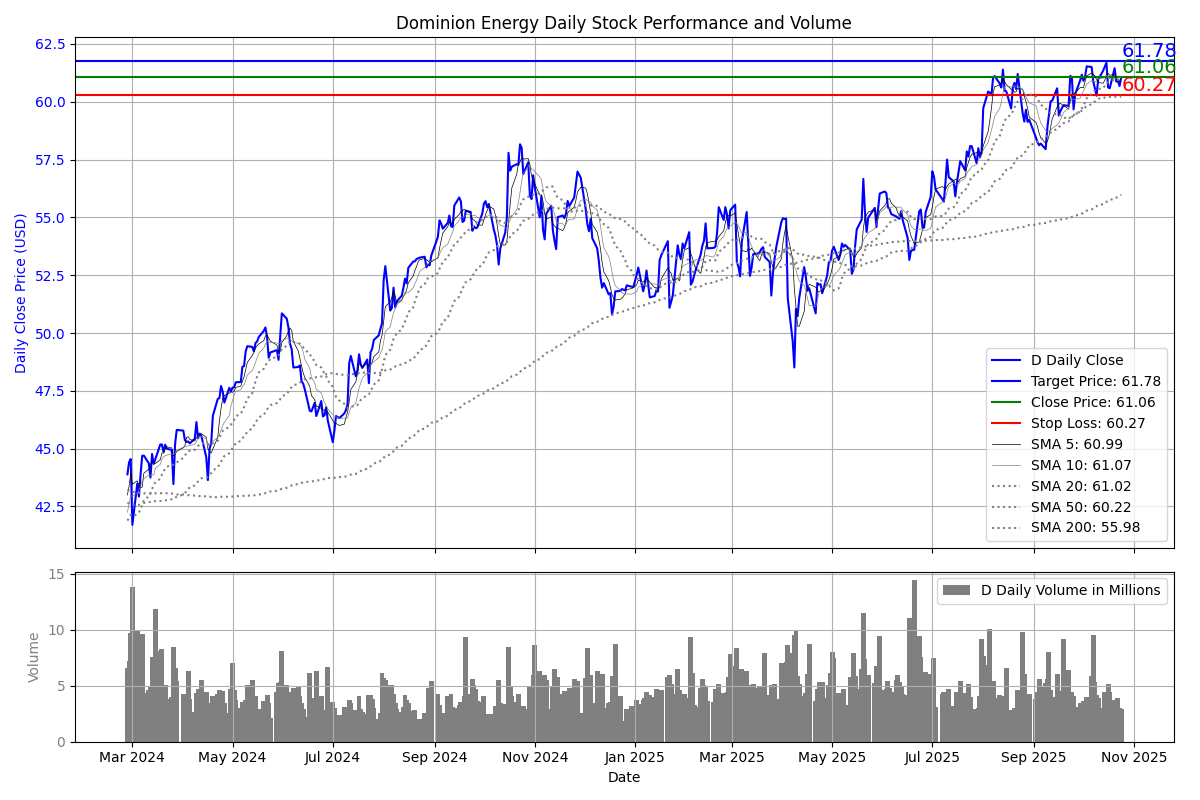 Dominion Energy Daily Stock Performance and Volume
62.5
60.0
57.5
55.0
52.5
50.0
47.5
45.0
42.5
Daily Close Price (USD)
61.78
61.06
60.27
D Daily Close
Target Price: 61.78
Close Price: 61.06
Stop Loss: 60.27
SMA 5: 60.99
SMA 10: 61.07
SMA 20: 61.02
SMA 50: 60.22
SMA 200: 55.98
15
10
5
0
Volume
D Daily Volume in Millions
Mar 2024 May 2024 Jul 2024 Sep 2024 Nov 2024 Jan 2025 Mar 2025 May 2025 Jul 2025 Sep 2025 Nov 2025
Date